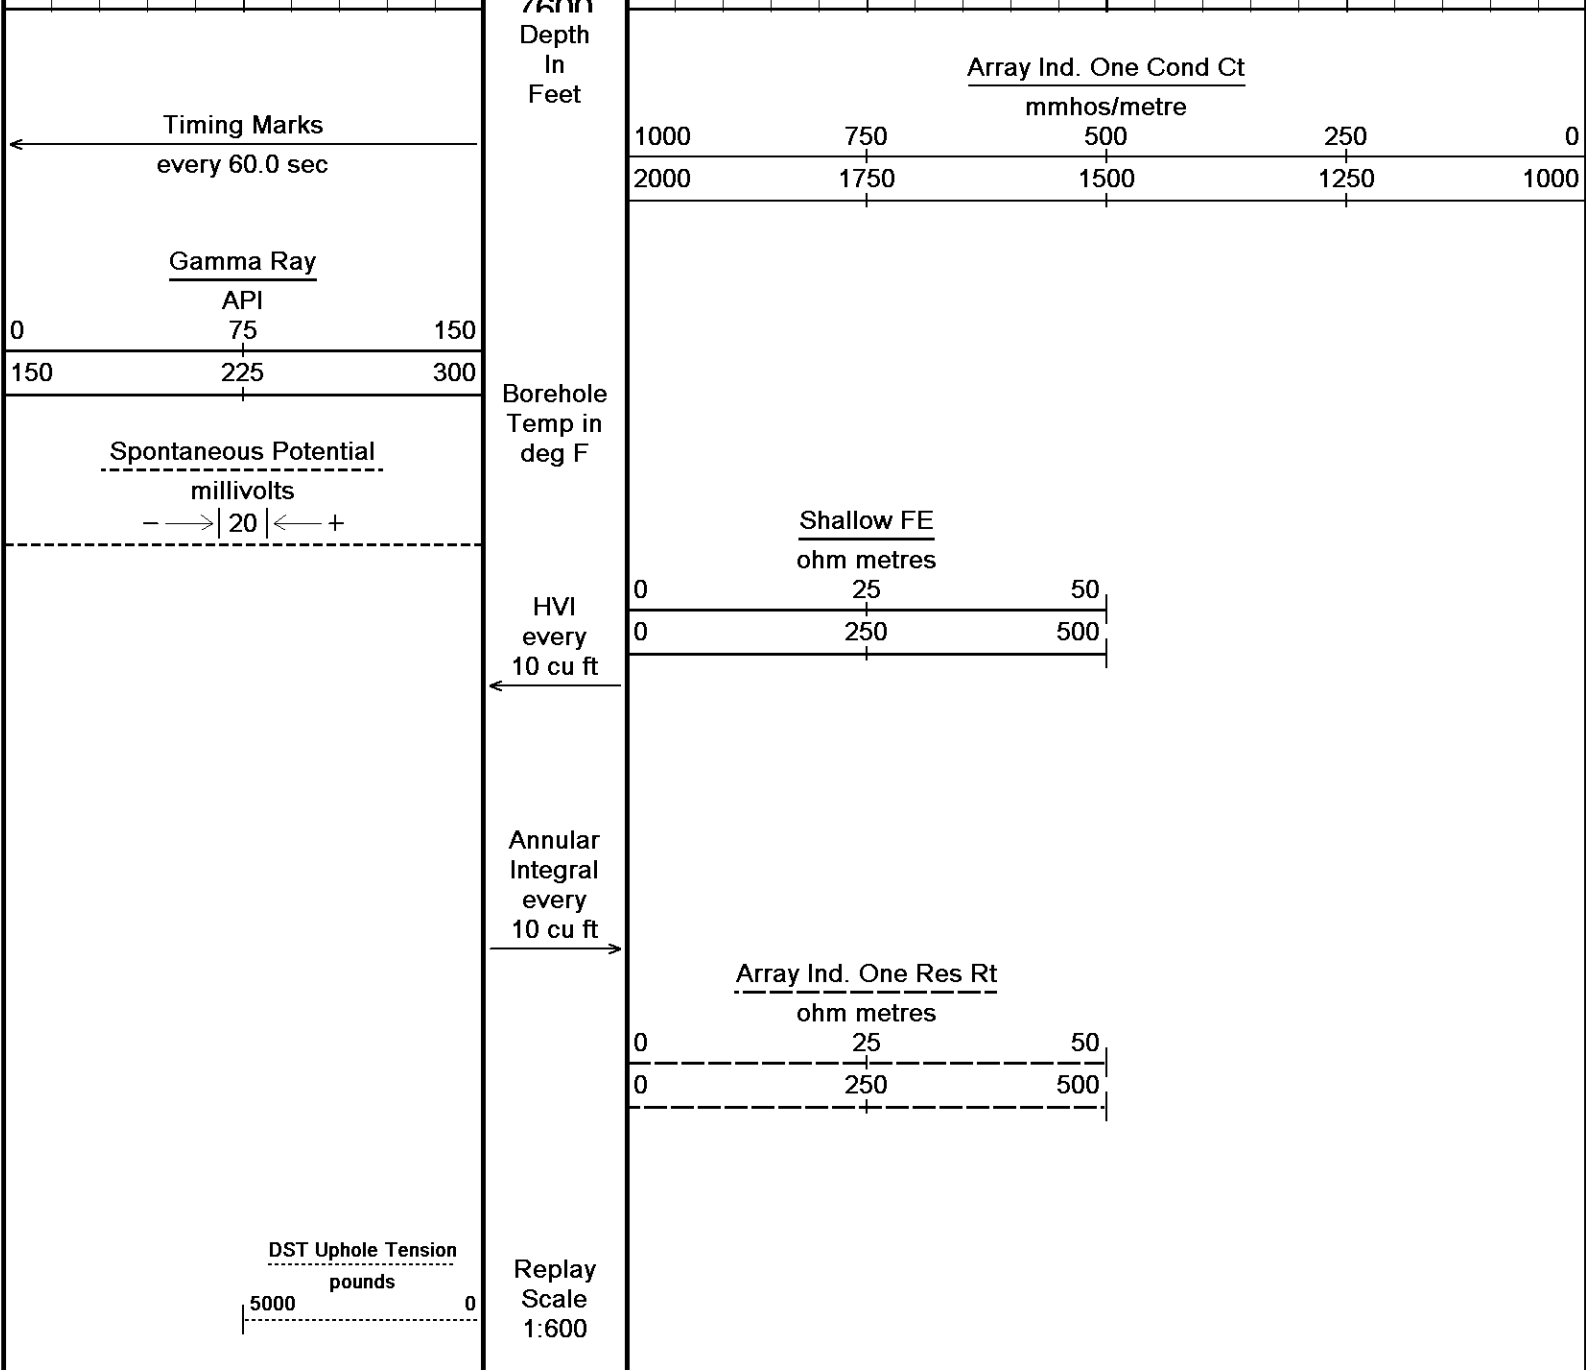 7600
Depth
In
Feet
Timing Marks
every 60.0 sec
Gamma Ray
API
0 75 150
150 225 300
Spontaneous Potential
millivolts
− 20 +
DST Uphole Tension
pounds
5000 0
Borehole
Temp in
deg F
HVI
every
10 cu ft
Annular
Integral
every
10 cu ft
Replay
Scale
1:600
Array Ind. One Cond Ct
mmhos/metre
1000 750 500 250 0
2000 1750 1500 1250 1000
Shallow FE
ohm metres
0 25 50
0 250 500
Array Ind. One Res Rt
ohm metres
0 25 50
0 250 500